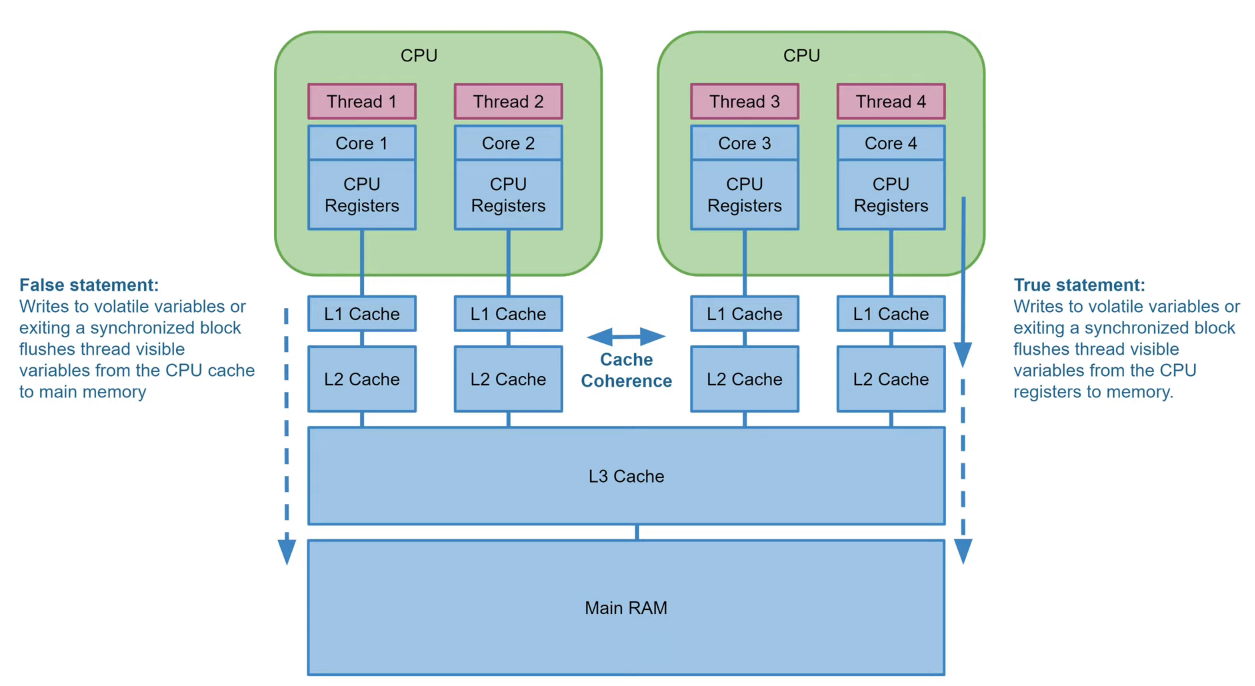 CPU
CPU
Thread 1
Thread 2
Thread 3
Thread 4
Core 1
Core 2
Core 3
Core 4
CPU
Registers
CPU
Registers
CPU
Registers
CPU
Registers
False statement:
Writes to volatile variables or
exiting a synchronized block
flushes thread visible
variables from the CPU cache
to main memory
L1 Cache
L1 Cache
L1 Cache
L1 Cache
Cache
Coherence
L2 Cache
L2 Cache
L2 Cache
L2 Cache
True statement:
Writes to volatile variables or
exiting a synchronized block
flushes thread visible
variables from the CPU
registers to memory.
L3 Cache
Main RAM